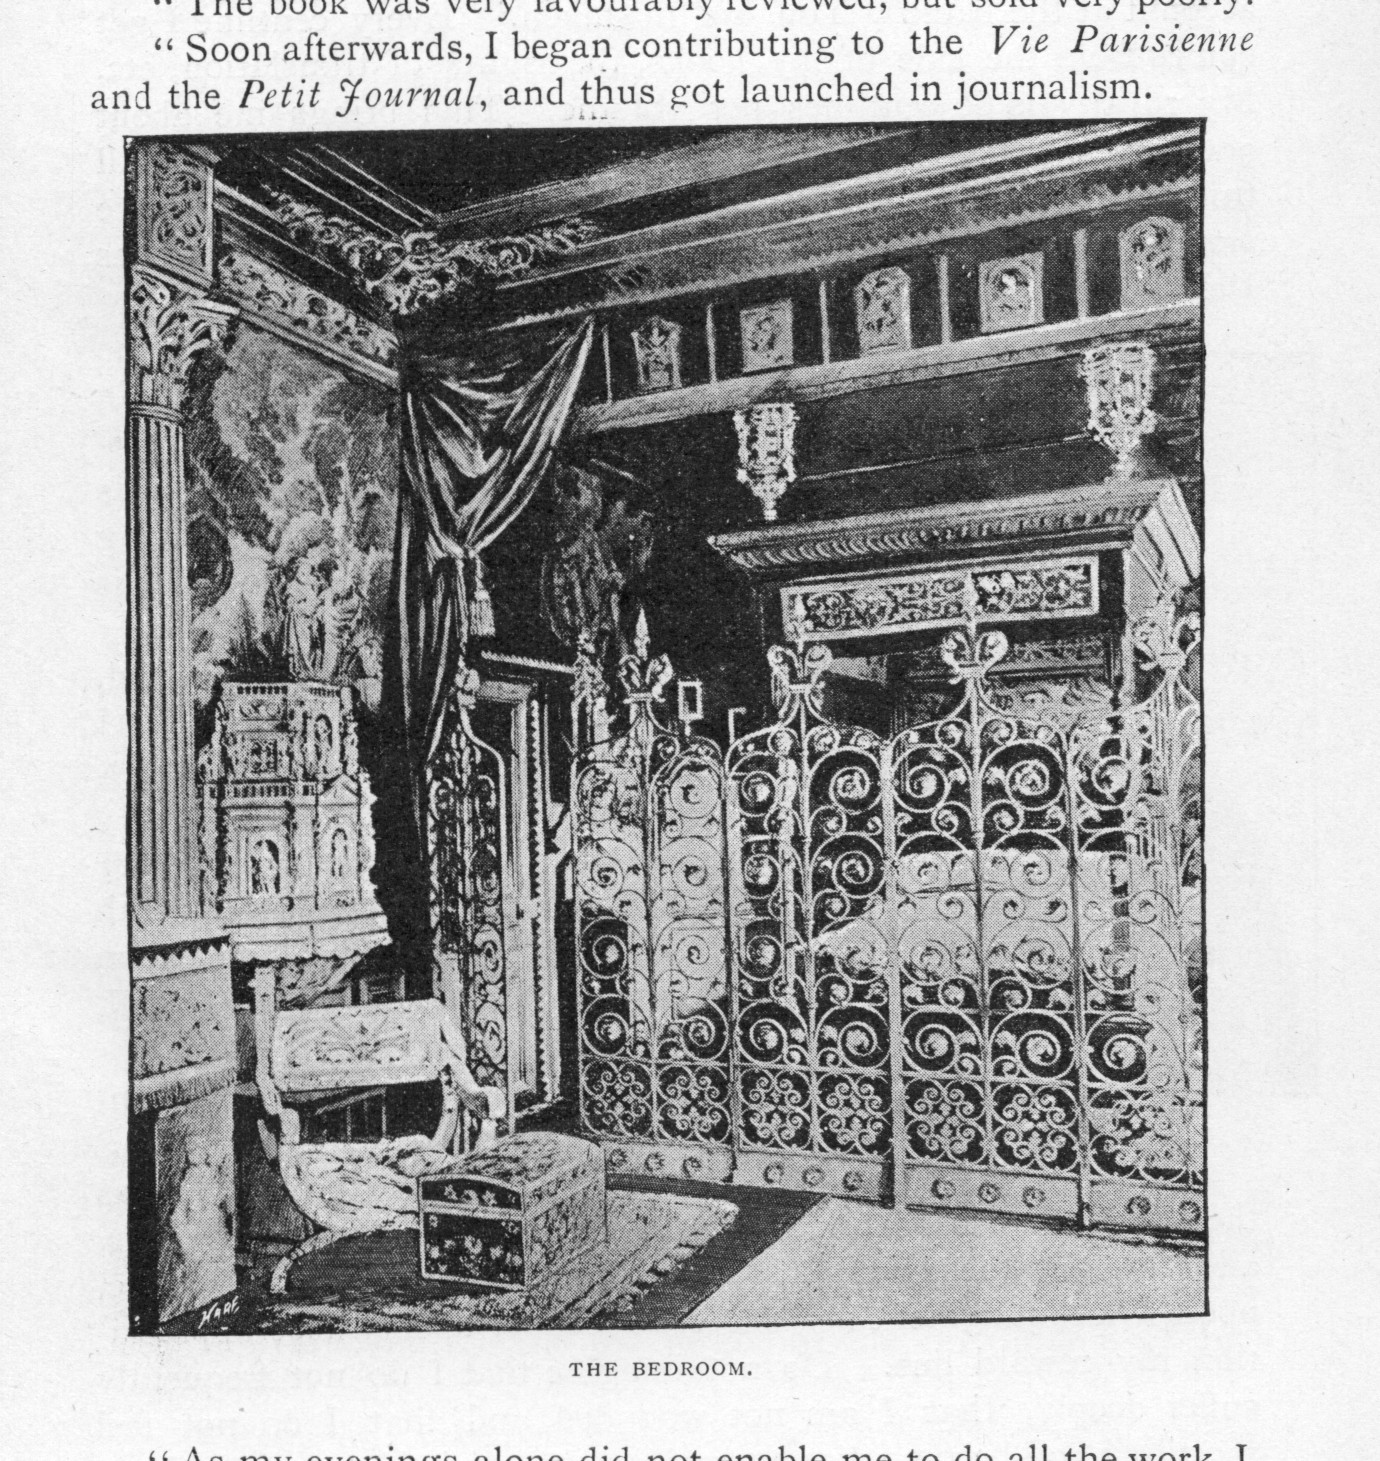 “ The book was very favourably reviewed, but sold very poorly.
“ Soon afterwards, I began contributing to the Vie Parisienne
and the Petit Journal, and thus got launched in journalism.
HARE
THE BEDROOM.
“ As my evenings alone did not enable me to do all the work, I